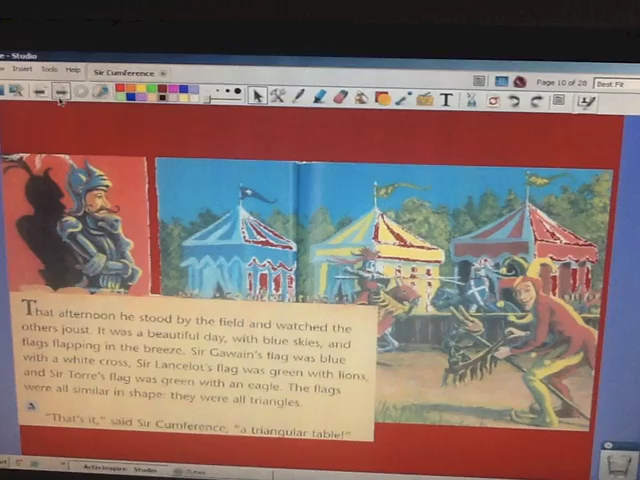 e - Studio
Insert Tools Help
Sir Cumference
Page 10 of 28
Best Fit
T
That afternoon he stood by the field and watched the
others joust. It was a beautiful day, with blue skies, and
flags flapping in the breeze. Sir Gawain's flag was blue
with a white cross, Sir Lancelot's flag was green with lions,
and Sir Torre's flag was green with an eagle. The flags
were all similar in shape: they were all triangles.
"That's it," said Sir Cumference, "a triangular table!"
ActivInspire - Studio
iTunes